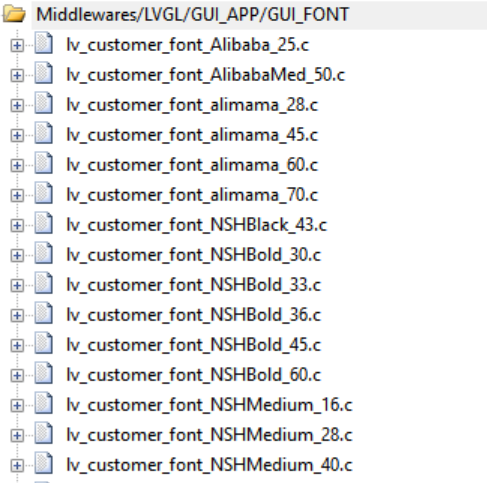 Middlewares/LVGL/GUI_APP/GUI_FONT
lv_customer_font_Alibaba_25.c
lv_customer_font_AlibabaMed_50.c
lv_customer_font_alimama_28.c
lv_customer_font_alimama_45.c
lv_customer_font_alimama_60.c
lv_customer_font_alimama_70.c
lv_customer_font_NSHBlack_43.c
lv_customer_font_NSHBold_30.c
lv_customer_font_NSHBold_33.c
lv_customer_font_NSHBold_36.c
lv_customer_font_NSHBold_45.c
lv_customer_font_NSHBold_60.c
lv_customer_font_NSHMedium_16.c
lv_customer_font_NSHMedium_28.c
lv_customer_font_NSHMedium_40.c